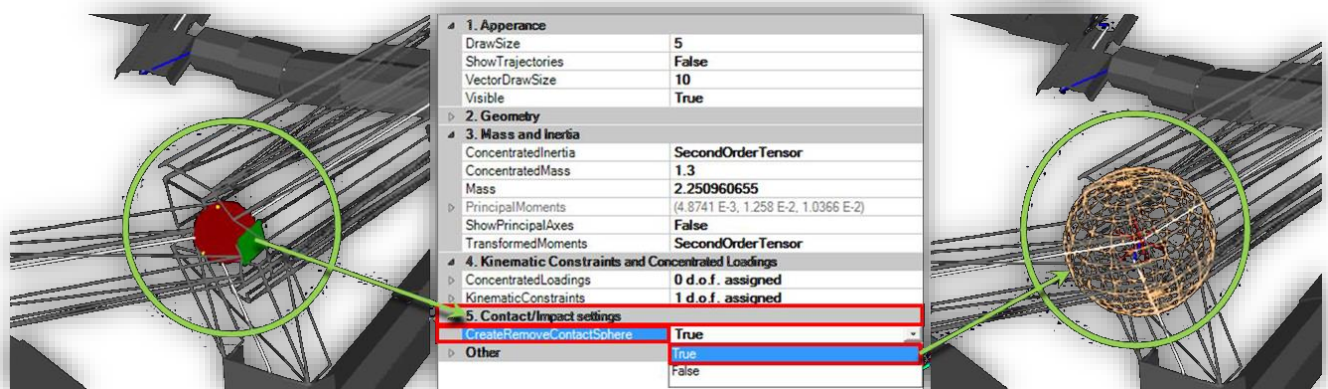 1. Apperance
DrawSize 5
ShowTrajectories False
VectorDrawSize 10
Visible True
2. Geometry
3. Mass and Inertia
ConcentratedInertia SecondOrderTensor
ConcentratedMass 1.3
Mass 2.250960655
PrincipalMoments (4.8741 E-3, 1.258 E-2, 1.0366 E-2)
ShowPrincipalAxes False
TransformedMoments SecondOrderTensor
4. Kinematic Constraints and Concentrated Loadings
ConcentratedLoadings 0 d.o.f. assigned
KinematicConstraints 1 d.o.f. assigned
5. Contact/Impact settings
CreateRemoveContactSphere True
Other True
False